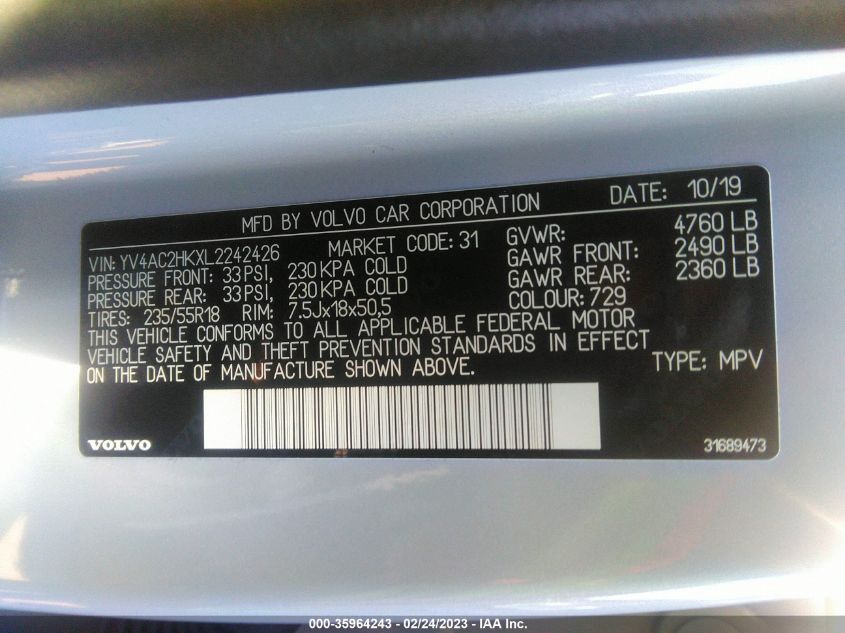 MFD BY VOLVO CAR CORPORATION DATE: 10/19
VIN: YV4AC2HKXL2242426 MARKET CODE: 31 GVWR: 4760 LB
PRESSURE FRONT: 33 PSI, 230 KPA COLD GAWR FRONT: 2490 LB
PRESSURE REAR: 33 PSI, 230 KPA COLD GAWR REAR: 2360 LB
TIRES: 235/55R18 RIM: 7.5Jx18x50,5 COLOUR: 729
THIS VEHICLE CONFORMS TO ALL APPLICABLE FEDERAL MOTOR
VEHICLE SAFETY AND THEFT PREVENTION STANDARDS IN EFFECT
ON THE DATE OF MANUFACTURE SHOWN ABOVE. TYPE: MPV
VOLVO 31689473
000-35964243 - 02/24/2023 - IAA Inc.